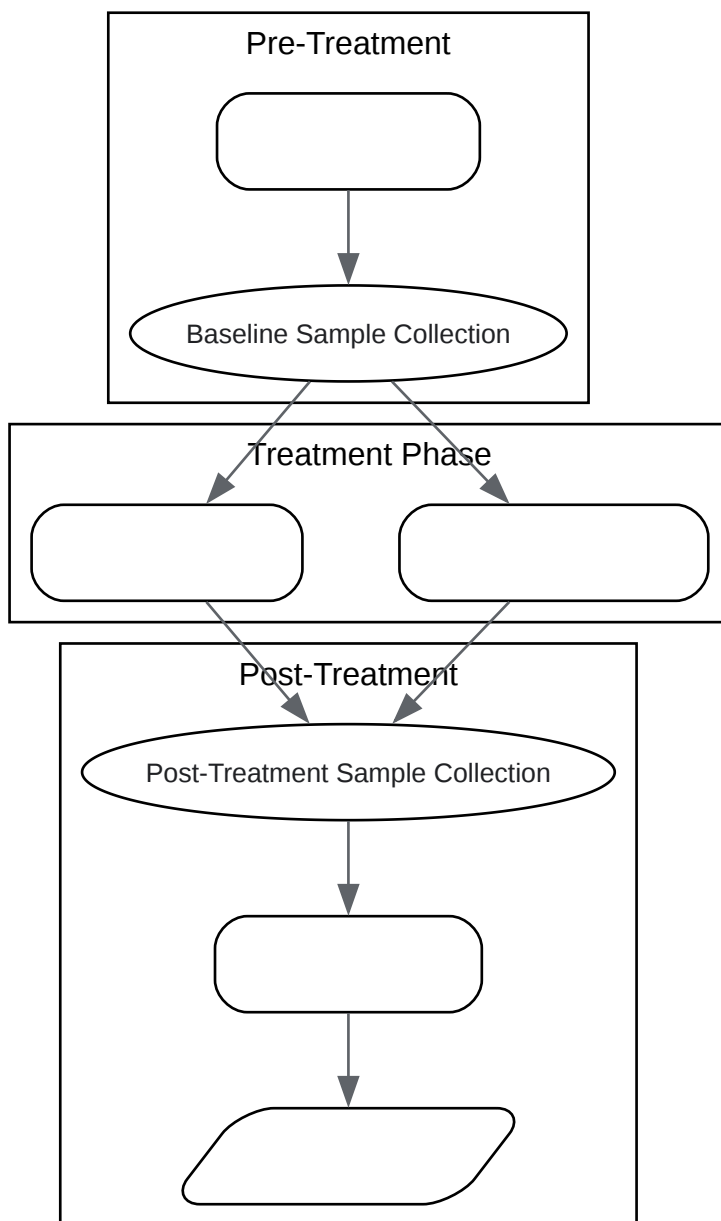 Pre-Treatment
Baseline Sample Collection
Treatment Phase
Post-Treatment
Post-Treatment Sample Collection